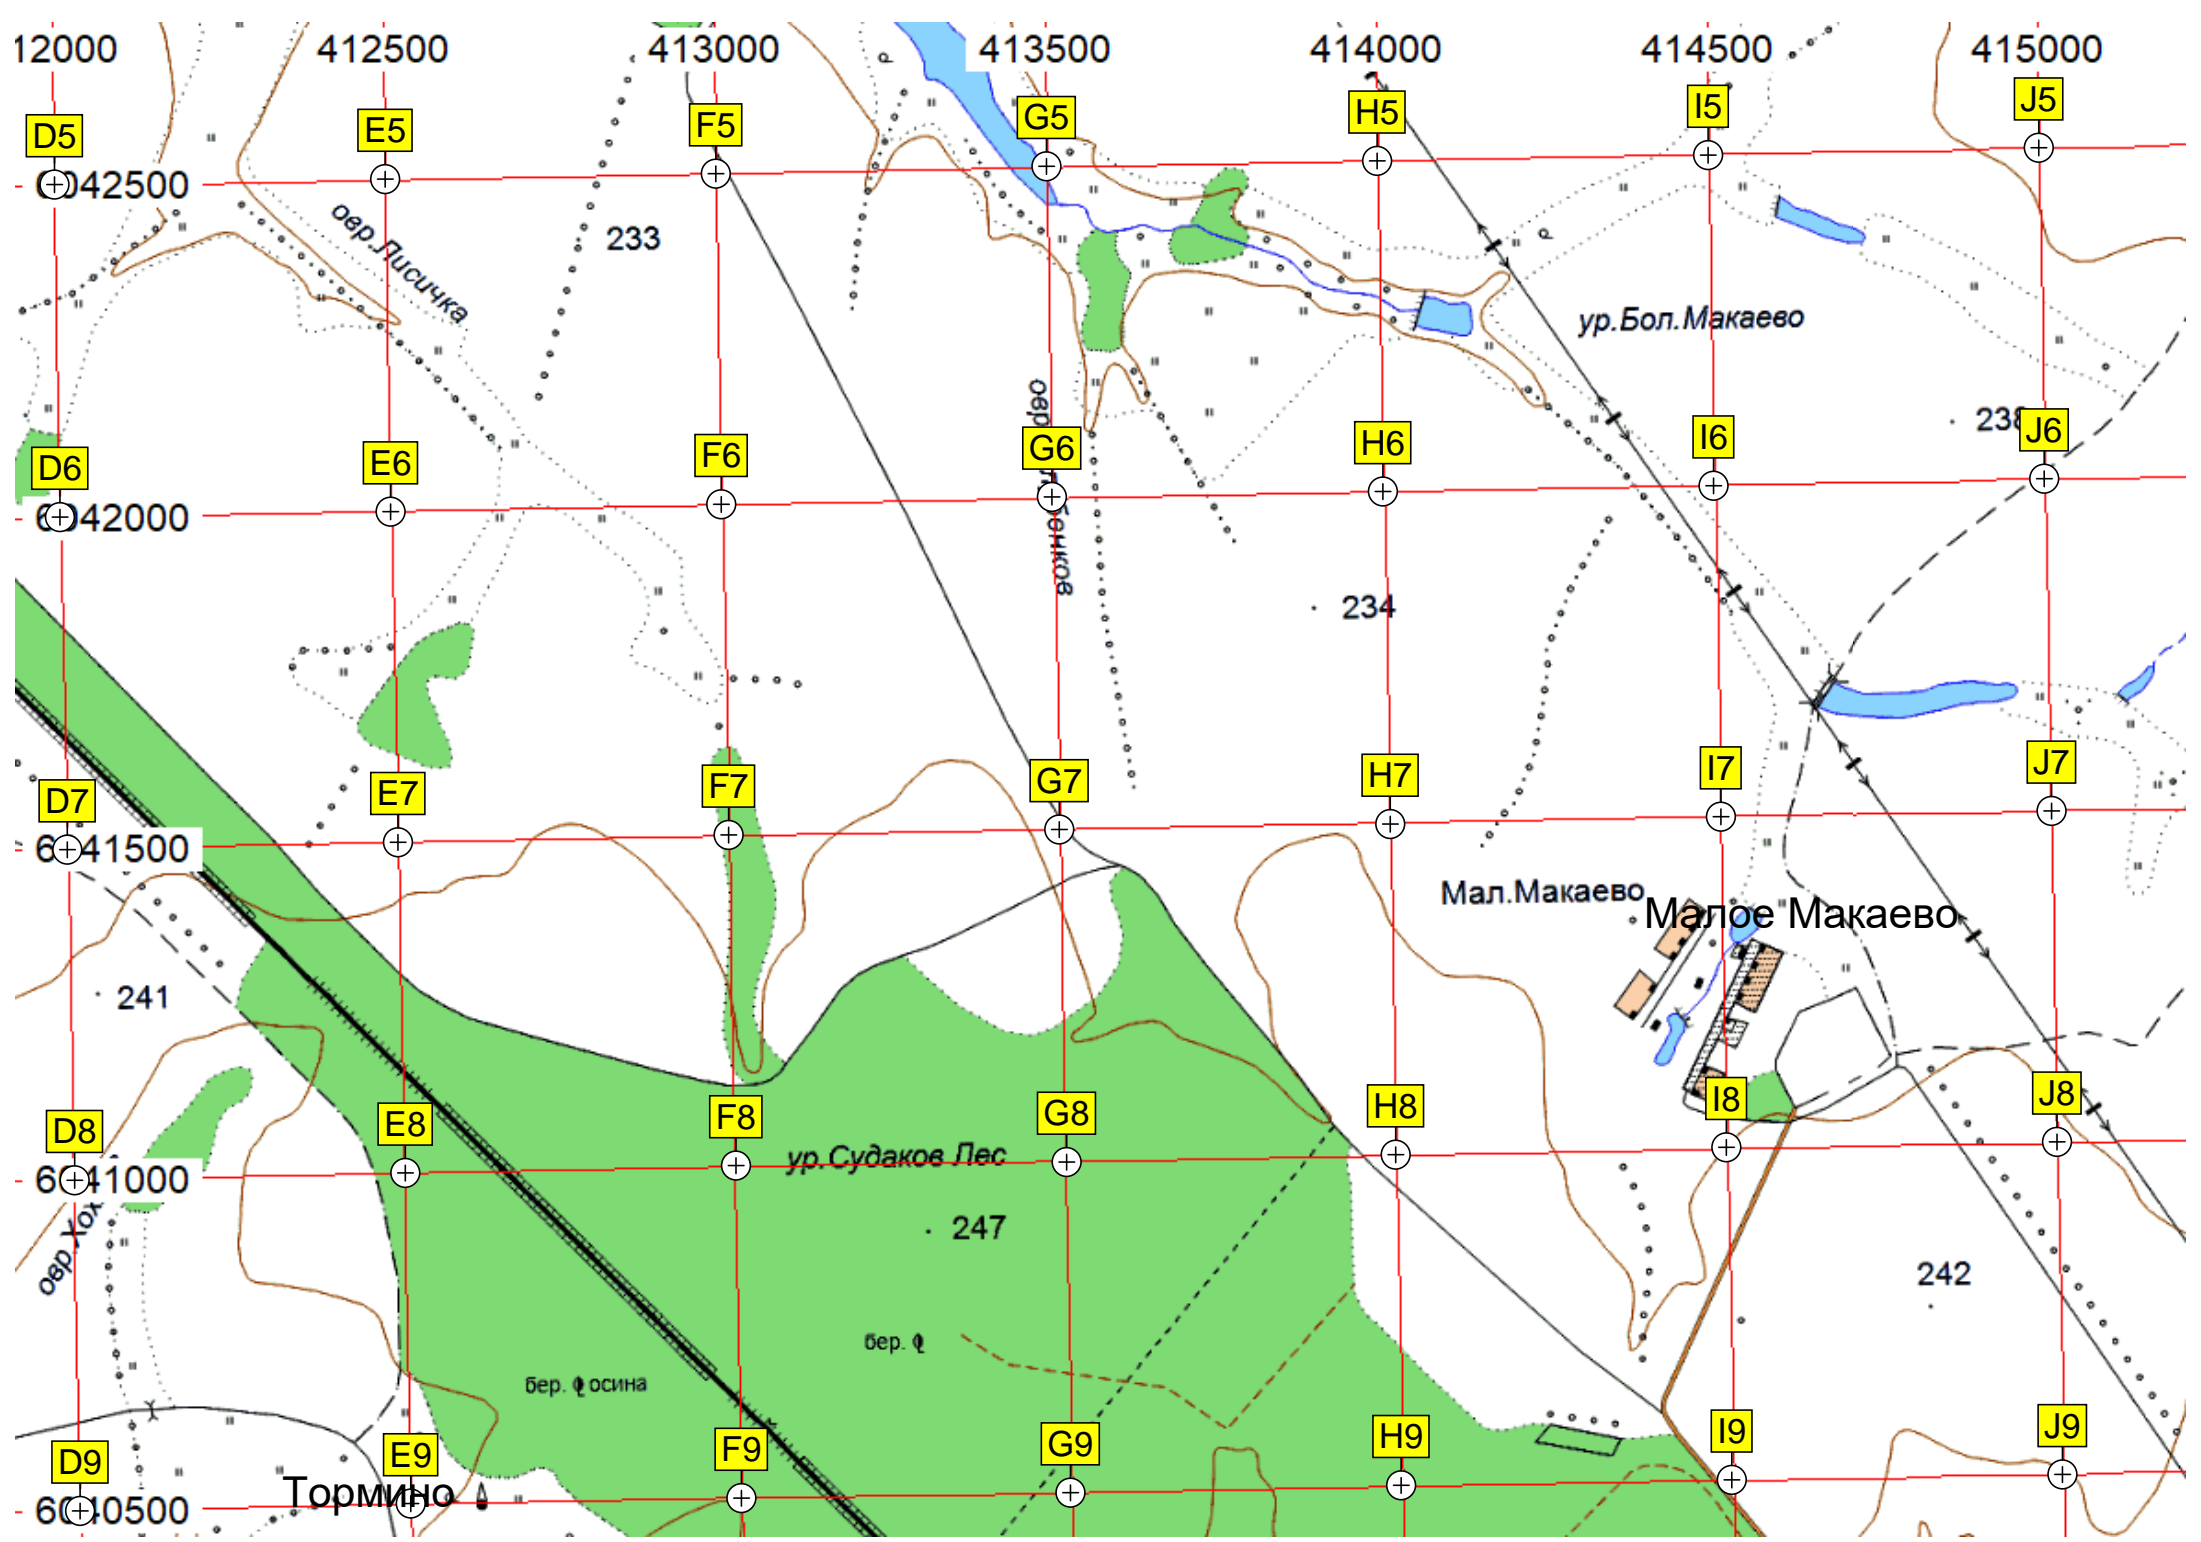 12000 412500 413000 413500 414000 414500 415000
D5 E5 F5 G5 H5 I5 J5
6042500
овр.Лисичка
233
ур.Бол.Макаево
238
D6 E6 F6 G6 H6 I6 J6
6042000
234
D7 E7 F7 G7 H7 I7 J7
6041500
Мал.Макаево
Малое Макаево
241
D8 E8 F8 G8 H8 I8 J8
ур.Судаков Лес
6041000
247
242
бер.
бер. осина
D9 E9 F9 G9 H9 I9 J9
Тормино
6040500